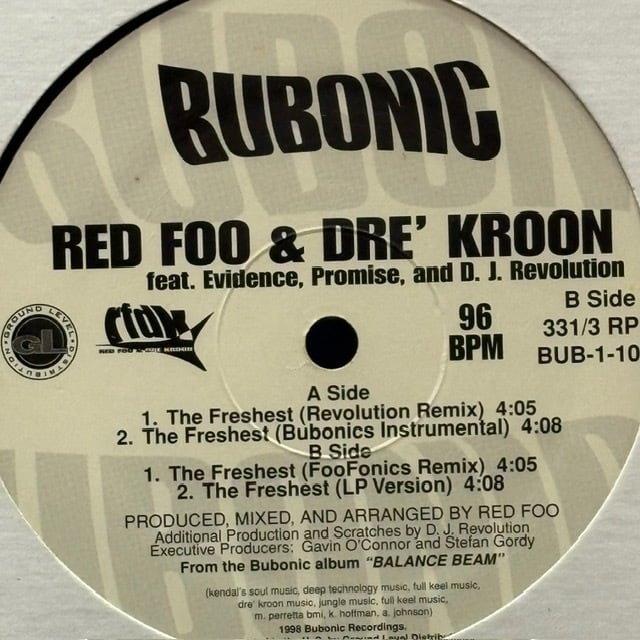 BUBONIC
RED FOO & DRE' KROON
feat. Evidence, Promise, and D. J. Revolution
GROUND LEVEL
GL
DISTRIBUTION
rfdk
RED FOO & DRE KROON
96
BPM
B Side
331/3 RP
BUB-1-10
A Side
1. The Freshest (Revolution Remix) 4:05
2. The Freshest (Bubonics Instrumental) 4:08
B Side
1. The Freshest (FooFonics Remix) 4:05
2. The Freshest (LP Version) 4:08
PRODUCED, MIXED, AND ARRANGED BY RED FOO
Additional Production and Scratches by D. J. Revolution
Executive Producers: Gavin O'Connor and Stefan Gordy
From the Bubonic album "BALANCE BEAM"
(kendal's soul music, deep technology music, full keel music,
dre' kroon music, jungle music, full keel music,
m. perretta bmi, k. hoffman, a. johnson)
1998 Bubonic Recordings.
by Ground Level Distrib